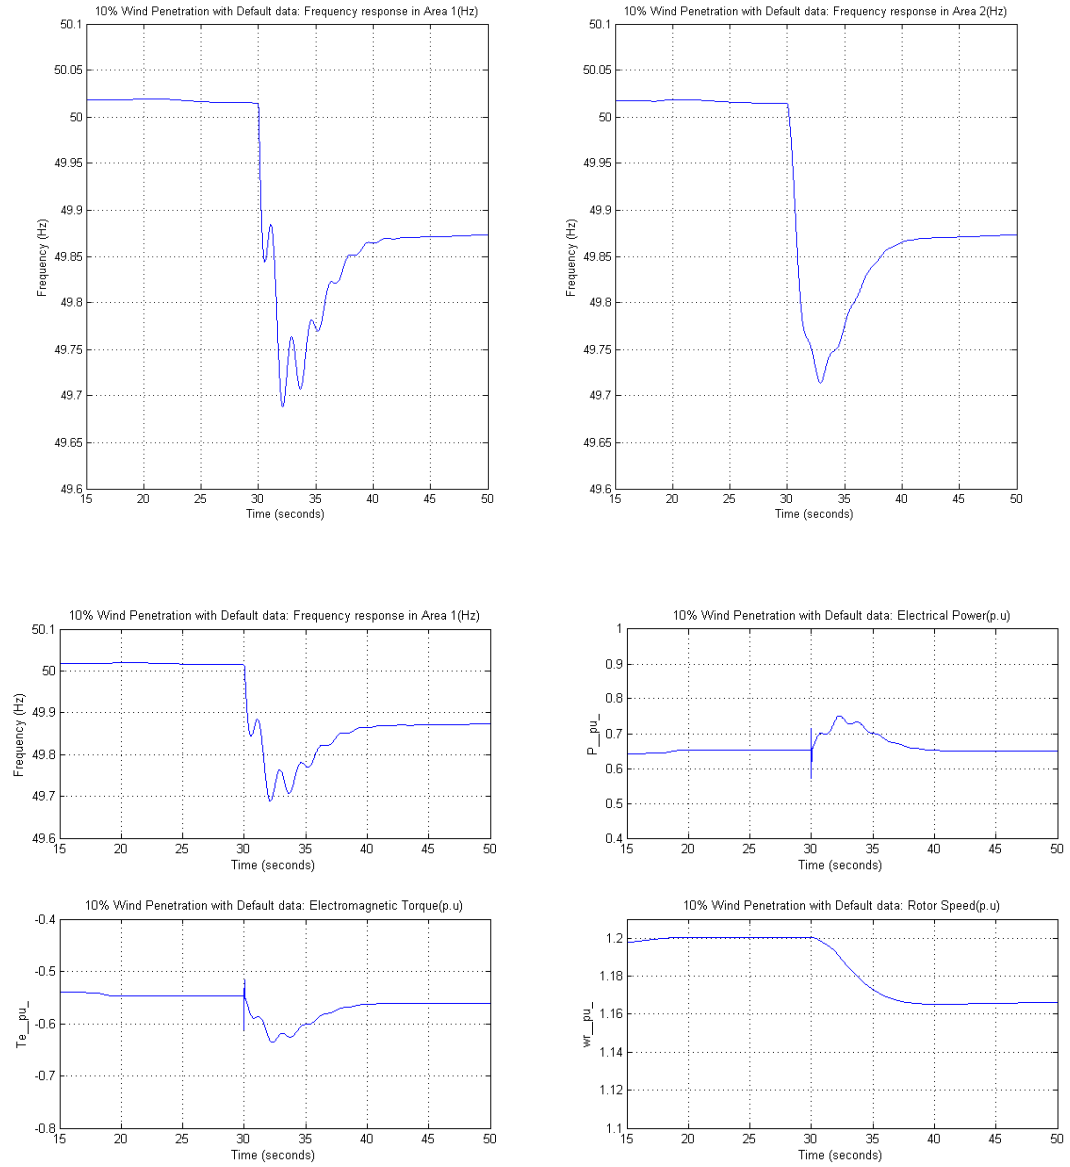 10% Wind Penetration with Default data: Frequency response in Area 1(Hz)
50.1
50.05
50
49.95
49.9
49.85
49.8
49.75
49.7
49.65
49.6
Frequency (Hz)
15 20 25 30 35 40 45 50
Time (seconds)
10% Wind Penetration with Default data: Frequency response in Area 2(Hz)
50.1
50.05
50
49.95
49.9
49.85
49.8
49.75
49.7
49.65
49.6
Frequency (Hz)
15 20 25 30 35 40 45 50
Time (seconds)
10% Wind Penetration with Default data: Frequency response in Area 1(Hz)
50.1
50
49.9
49.8
49.7
49.6
Frequency (Hz)
15 20 25 30 35 40 45 50
Time (seconds)
10% Wind Penetration with Default data: Electrical Power(p.u)
1
0.9
0.8
0.7
0.6
0.5
0.4
P__pu_
15 20 25 30 35 40 45 50
Time (seconds)
10% Wind Penetration with Default data: Electromagnetic Torque(p.u)
-0.4
-0.5
-0.6
-0.7
-0.8
Te__pu_
15 20 25 30 35 40 45 50
Time (seconds)
10% Wind Penetration with Default data: Rotor Speed(p.u)
1.2
1.18
1.16
1.14
1.12
1.1
wr__pu_
15 20 25 30 35 40 45 50
Time (seconds)